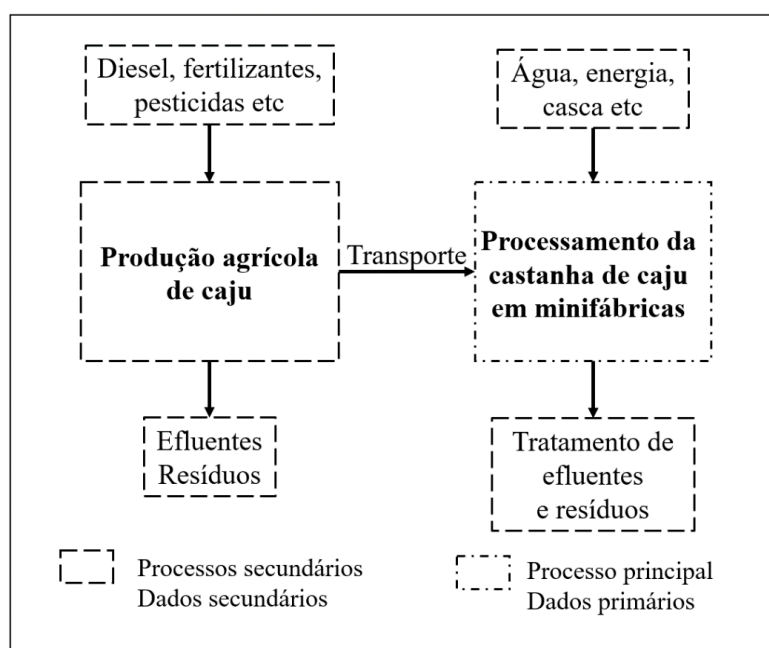 Diesel, fertilizantes,
pesticidas etc
Água, energia,
casca etc
Produção agrícola
de caju
Transporte
Processamento da
castanha de caju
em minifábricas
Efluentes
Resíduos
Tratamento de
efluentes
e resíduos
Processos secundários
Dados secundários
Processo principal
Dados primários